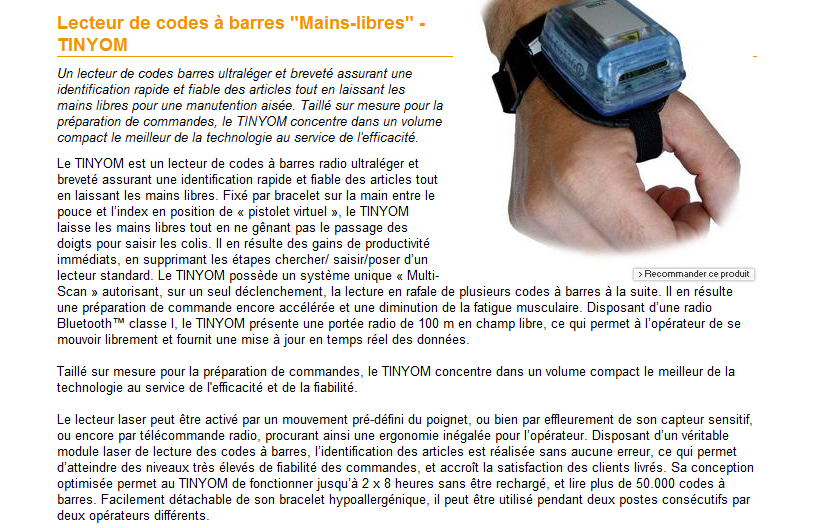 Lecteur de codes à barres "Mains-libres" -
TINYOM
Un lecteur de codes barres ultraléger et breveté assurant une
identification rapide et fiable des articles tout en laissant les
mains libres pour une manutention aisée. Taillé sur mesure pour la
préparation de commandes, le TINYOM concentre dans un volume
compact le meilleur de la technologie au service de l'efficacité.
Le TINYOM est un lecteur de codes à barres radio ultraléger et
breveté assurant une identification rapide et fiable des articles tout
en laissant les mains libres. Fixé par bracelet sur la main entre le
pouce et l’index en position de « pistolet virtuel », le TINYOM
laisse les mains libres tout en ne gênant pas le passage des
doigts pour saisir les colis. Il en résulte des gains de productivité
immédiats, en supprimant les étapes chercher/ saisir/poser d’un
lecteur standard. Le TINYOM possède un système unique « Multi-
> Recommander ce produit
Scan » autorisant, sur un seul déclenchement, la lecture en rafale de plusieurs codes à barres à la suite. Il en résulte
une préparation de commande encore accélérée et une diminution de la fatigue musculaire. Disposant d’une radio
Bluetooth™ classe I, le TINYOM présente une portée radio de 100 m en champ libre, ce qui permet à l’opérateur de se
mouvoir librement et fournit une mise à jour en temps réel des données.
Taillé sur mesure pour la préparation de commandes, le TINYOM concentre dans un volume compact le meilleur de la
technologie au service de l'efficacité et de la fiabilité.
Le lecteur laser peut être activé par un mouvement pré-défini du poignet, ou bien par effleurement de son capteur sensitif,
ou encore par télécommande radio, procurant ainsi une ergonomie inégalée pour l’opérateur. Disposant d’un véritable
module laser de lecture des codes à barres, l’identification des articles est réalisée sans aucune erreur, ce qui permet
d’atteindre des niveaux très élevés de fiabilité des commandes, et accroît la satisfaction des clients livrés. Sa conception
optimisée permet au TINYOM de fonctionner jusqu’à 2 x 8 heures sans être rechargé, et lire plus de 50.000 codes à
barres. Facilement détachable de son bracelet hypoallergénique, il peut être utilisé pendant deux postes consécutifs par
deux opérateurs différents.